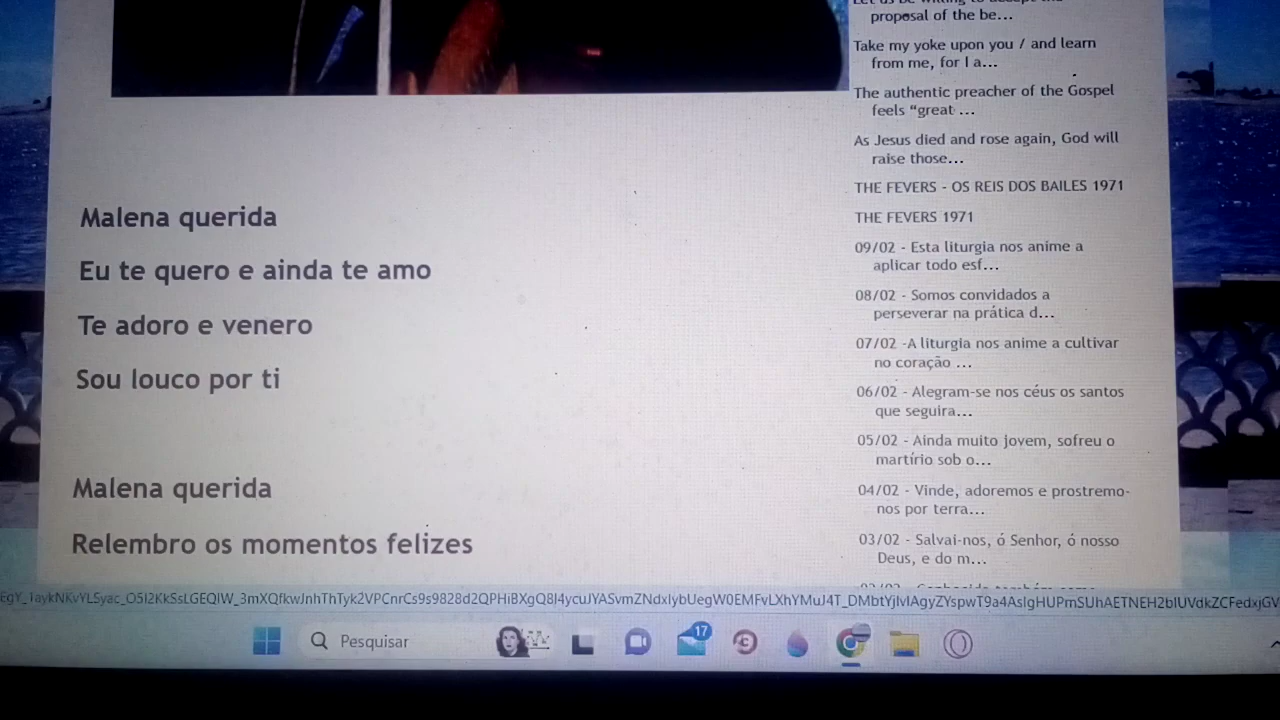 Malena querida
Eu te quero e ainda te amo
Te adoro e venero
Sou louco por ti
Malena querida
Relembro os momentos felizes
proposal of the be...
Take my yoke upon you / and learn
from me, for I a...
The authentic preacher of the Gospel
feels “great ...
As Jesus died and rose again, God will
raise those...
THE FEVERS - OS REIS DOS BAILES 1971
THE FEVERS 1971
09/02 - Esta liturgia nos anime a
aplicar todo esf...
08/02 - Somos convidados a
perseverar na prática d...
07/02 -A liturgia nos anime a cultivar
no coração ...
06/02 - Alegram-se nos céus os santos
que seguira...
05/02 - Ainda muito jovem, sofreu o
martírio sob o...
04/02 - Vinde, adoremos e prostremo-
nos por terra...
03/02 - Salvai-nos, ó Senhor, ó nosso
Deus, e do m...
Pesquisar
17